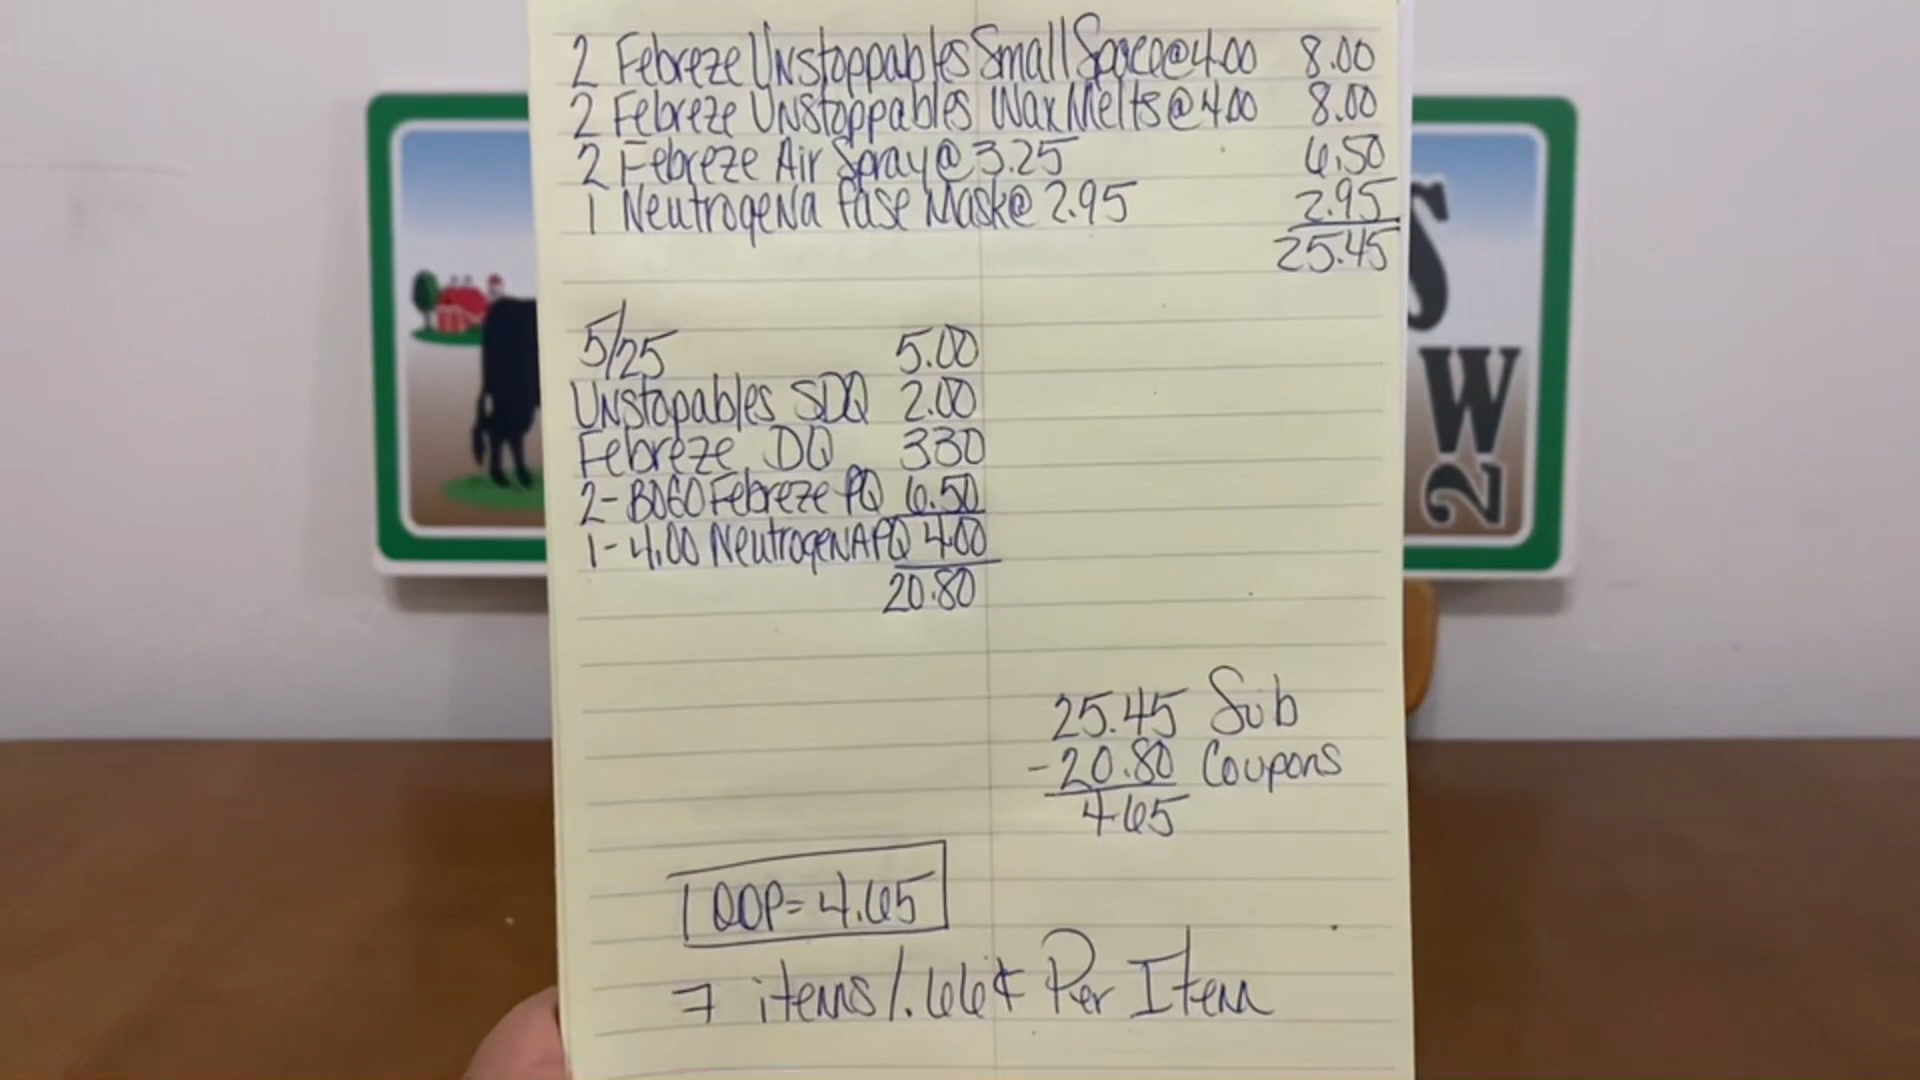 2 Febreze Unstoppables Small Space@4.00 8.00
2 Febreze Unstoppables Wax Melts@4.00 8.00
2 Febreze Air Spray@3.25 6.50
1 Neutrogena Fase Mask@2.95 2.95
25.45
5/25 5.00
Unstopables SDQ 2.00
Febreze DQ 330
2-BOGO Febreze PQ 6.50
1-4.00 Neutrogena PQ 4.00
20.80
25.45 Sub
-20.80 Coupons
4.65
OOP=4.65
7 items/.66¢ Per Item
S
W
2